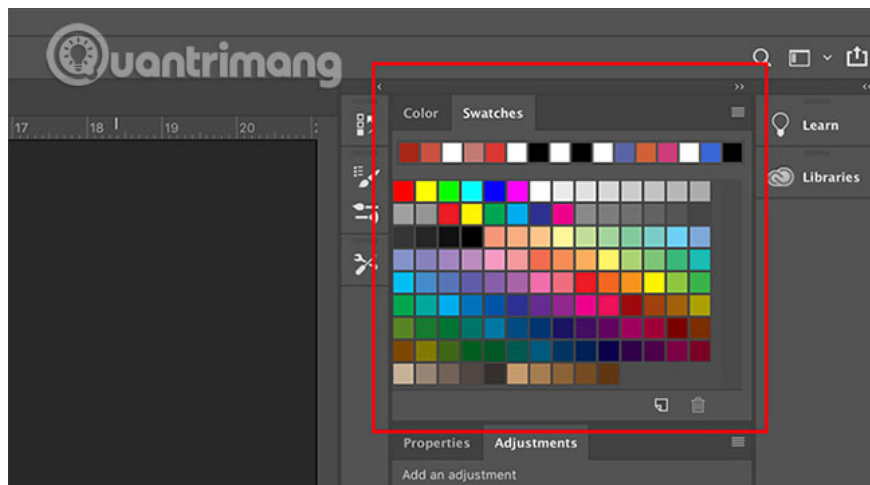 Quantrimang
17 18 19 20
Color Swatches
Learn
Libraries
Properties Adjustments
Add an adjustment